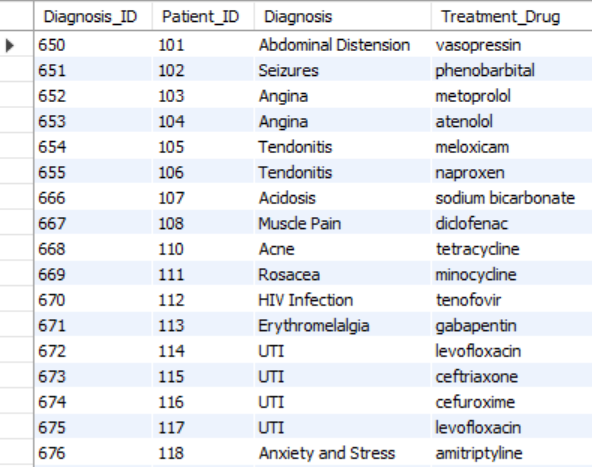 Diagnosis_ID Patient_ID Diagnosis Treatment_Drug
650 101 Abdominal Distension vasopressin
651 102 Seizures phenobarbital
652 103 Angina metoprolol
653 104 Angina atenolol
654 105 Tendonitis meloxicam
655 106 Tendonitis naproxen
666 107 Acidosis sodium bicarbonate
667 108 Muscle Pain diclofenac
668 110 Acne tetracycline
669 111 Rosacea minocycline
670 112 HIV Infection tenofovir
671 113 Erythromelalgia gabapentin
672 114 UTI levofloxacin
673 115 UTI ceftriaxone
674 116 UTI cefuroxime
675 117 UTI levofloxacin
676 118 Anxiety and Stress amitriptyline